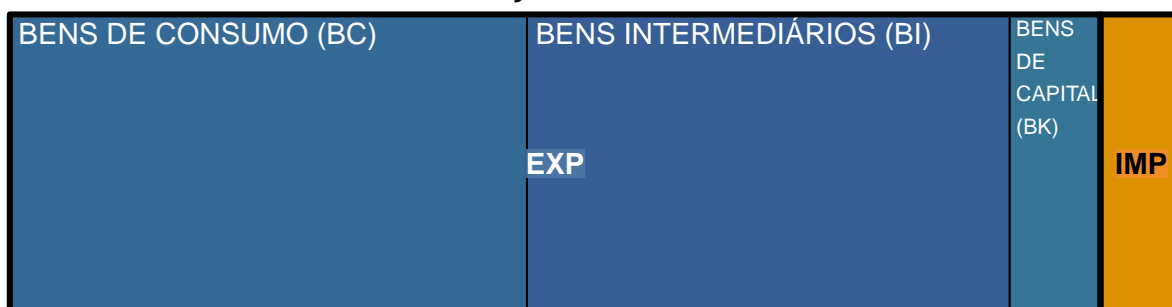 BENS DE CONSUMO (BC)
BENS INTERMEDIÁRIOS (BI)
BENS
DE
CAPITAL
(BK)
EXP
IMP